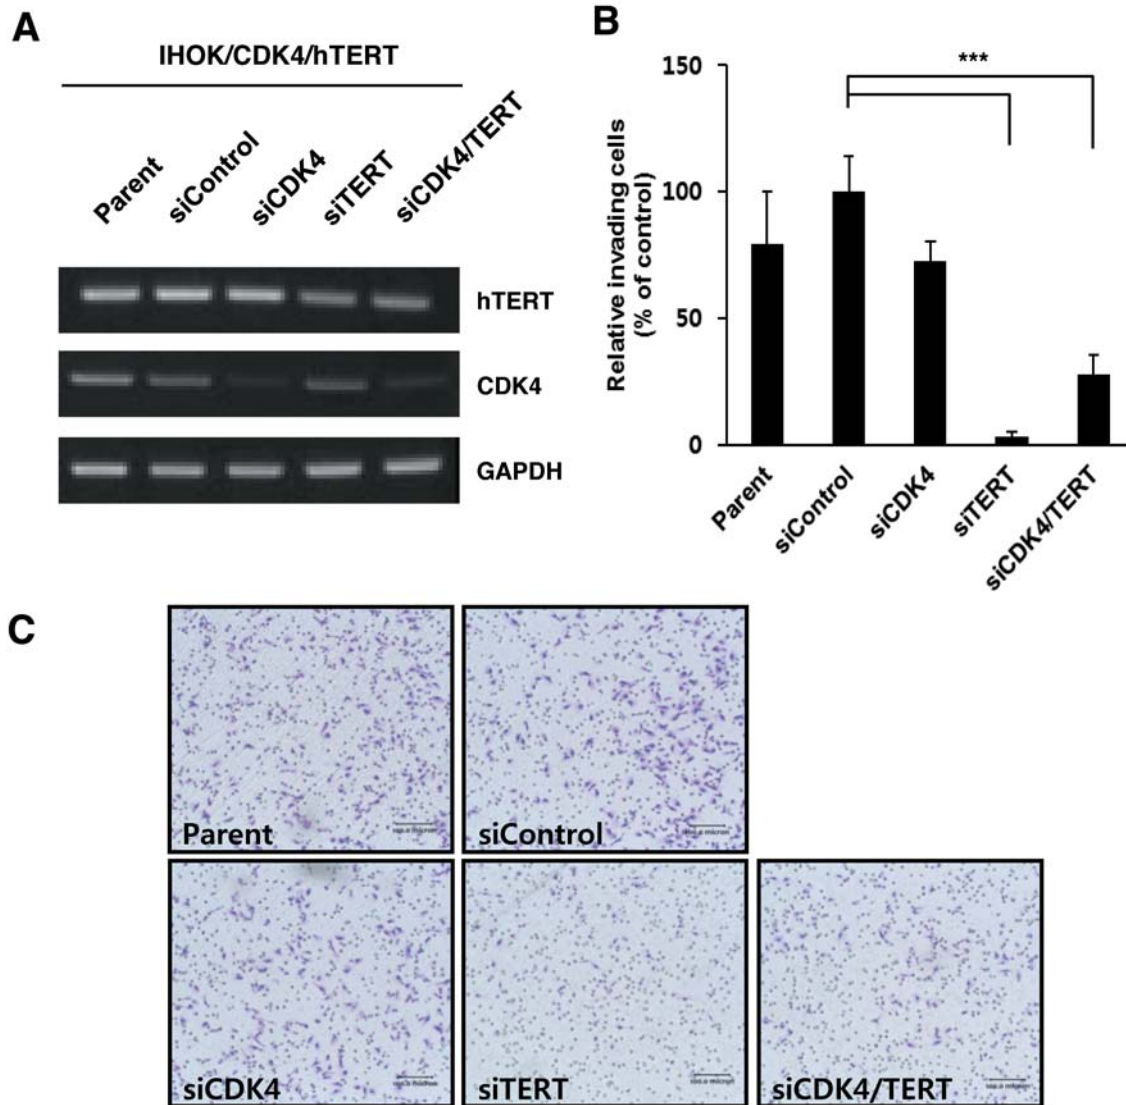 A
IHOK/CDK4/hTERT
Parent
siControl
siCDK4
siTERT
siCDK4/TERT
hTERT
CDK4
GAPDH
B
150
100
50
0
Relative invading cells
(% of control)
***
Parent
siControl
siCDK4
siTERT
siCDK4/TERT
C
Parent
siControl
siCDK4
siTERT
siCDK4/TERT